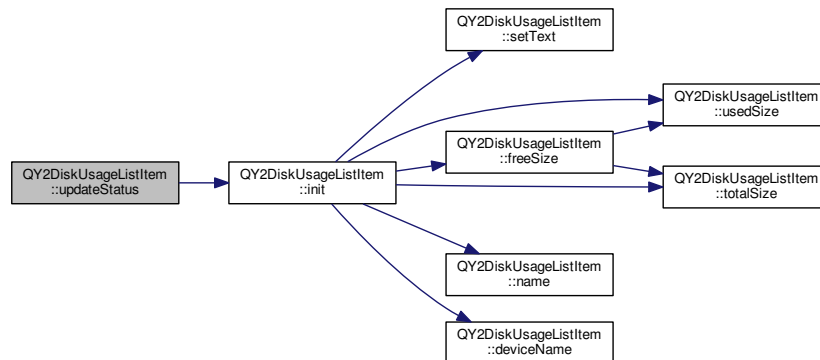 QY2DiskUsageListItem
::updateStatus
QY2DiskUsageListItem
::init
QY2DiskUsageListItem
::setText
QY2DiskUsageListItem
::freeSize
QY2DiskUsageListItem
::name
QY2DiskUsageListItem
::deviceName
QY2DiskUsageListItem
::usedSize
QY2DiskUsageListItem
::totalSize